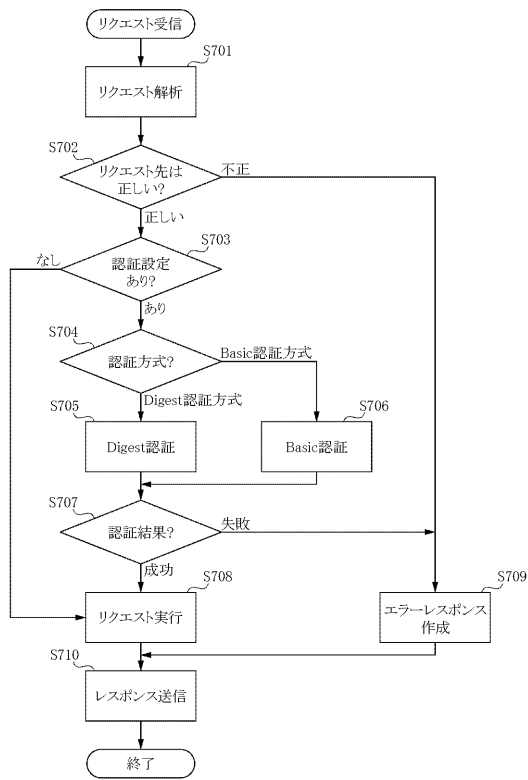 リクエスト受信
S701
リクエスト解析
S702
リクエスト先は
正しい?
不正
正しい
S703
認証設定
あり?
なし
あり
S704
認証方式?
Basic認証方式
Digest認証方式
S705
Digest認証
S706
Basic認証
S707
認証結果?
失敗
成功
S708
リクエスト実行
S709
エラーレスポンス
作成
S710
レスポンス送信
終了